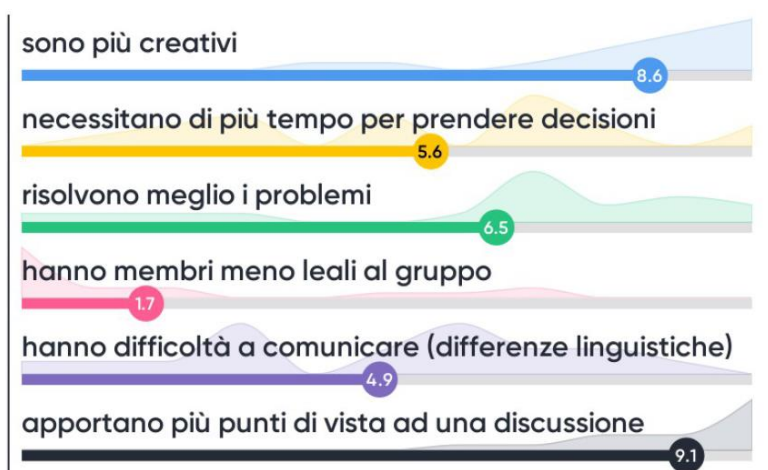 sono più creativi
8.6
necessitano di più tempo per prendere decisioni
5.6
risolvono meglio i problemi
6.5
hanno membri meno leali al gruppo
1.7
hanno difficoltà a comunicare (differenze linguistiche)
4.9
apportano più punti di vista ad una discussione
9.1